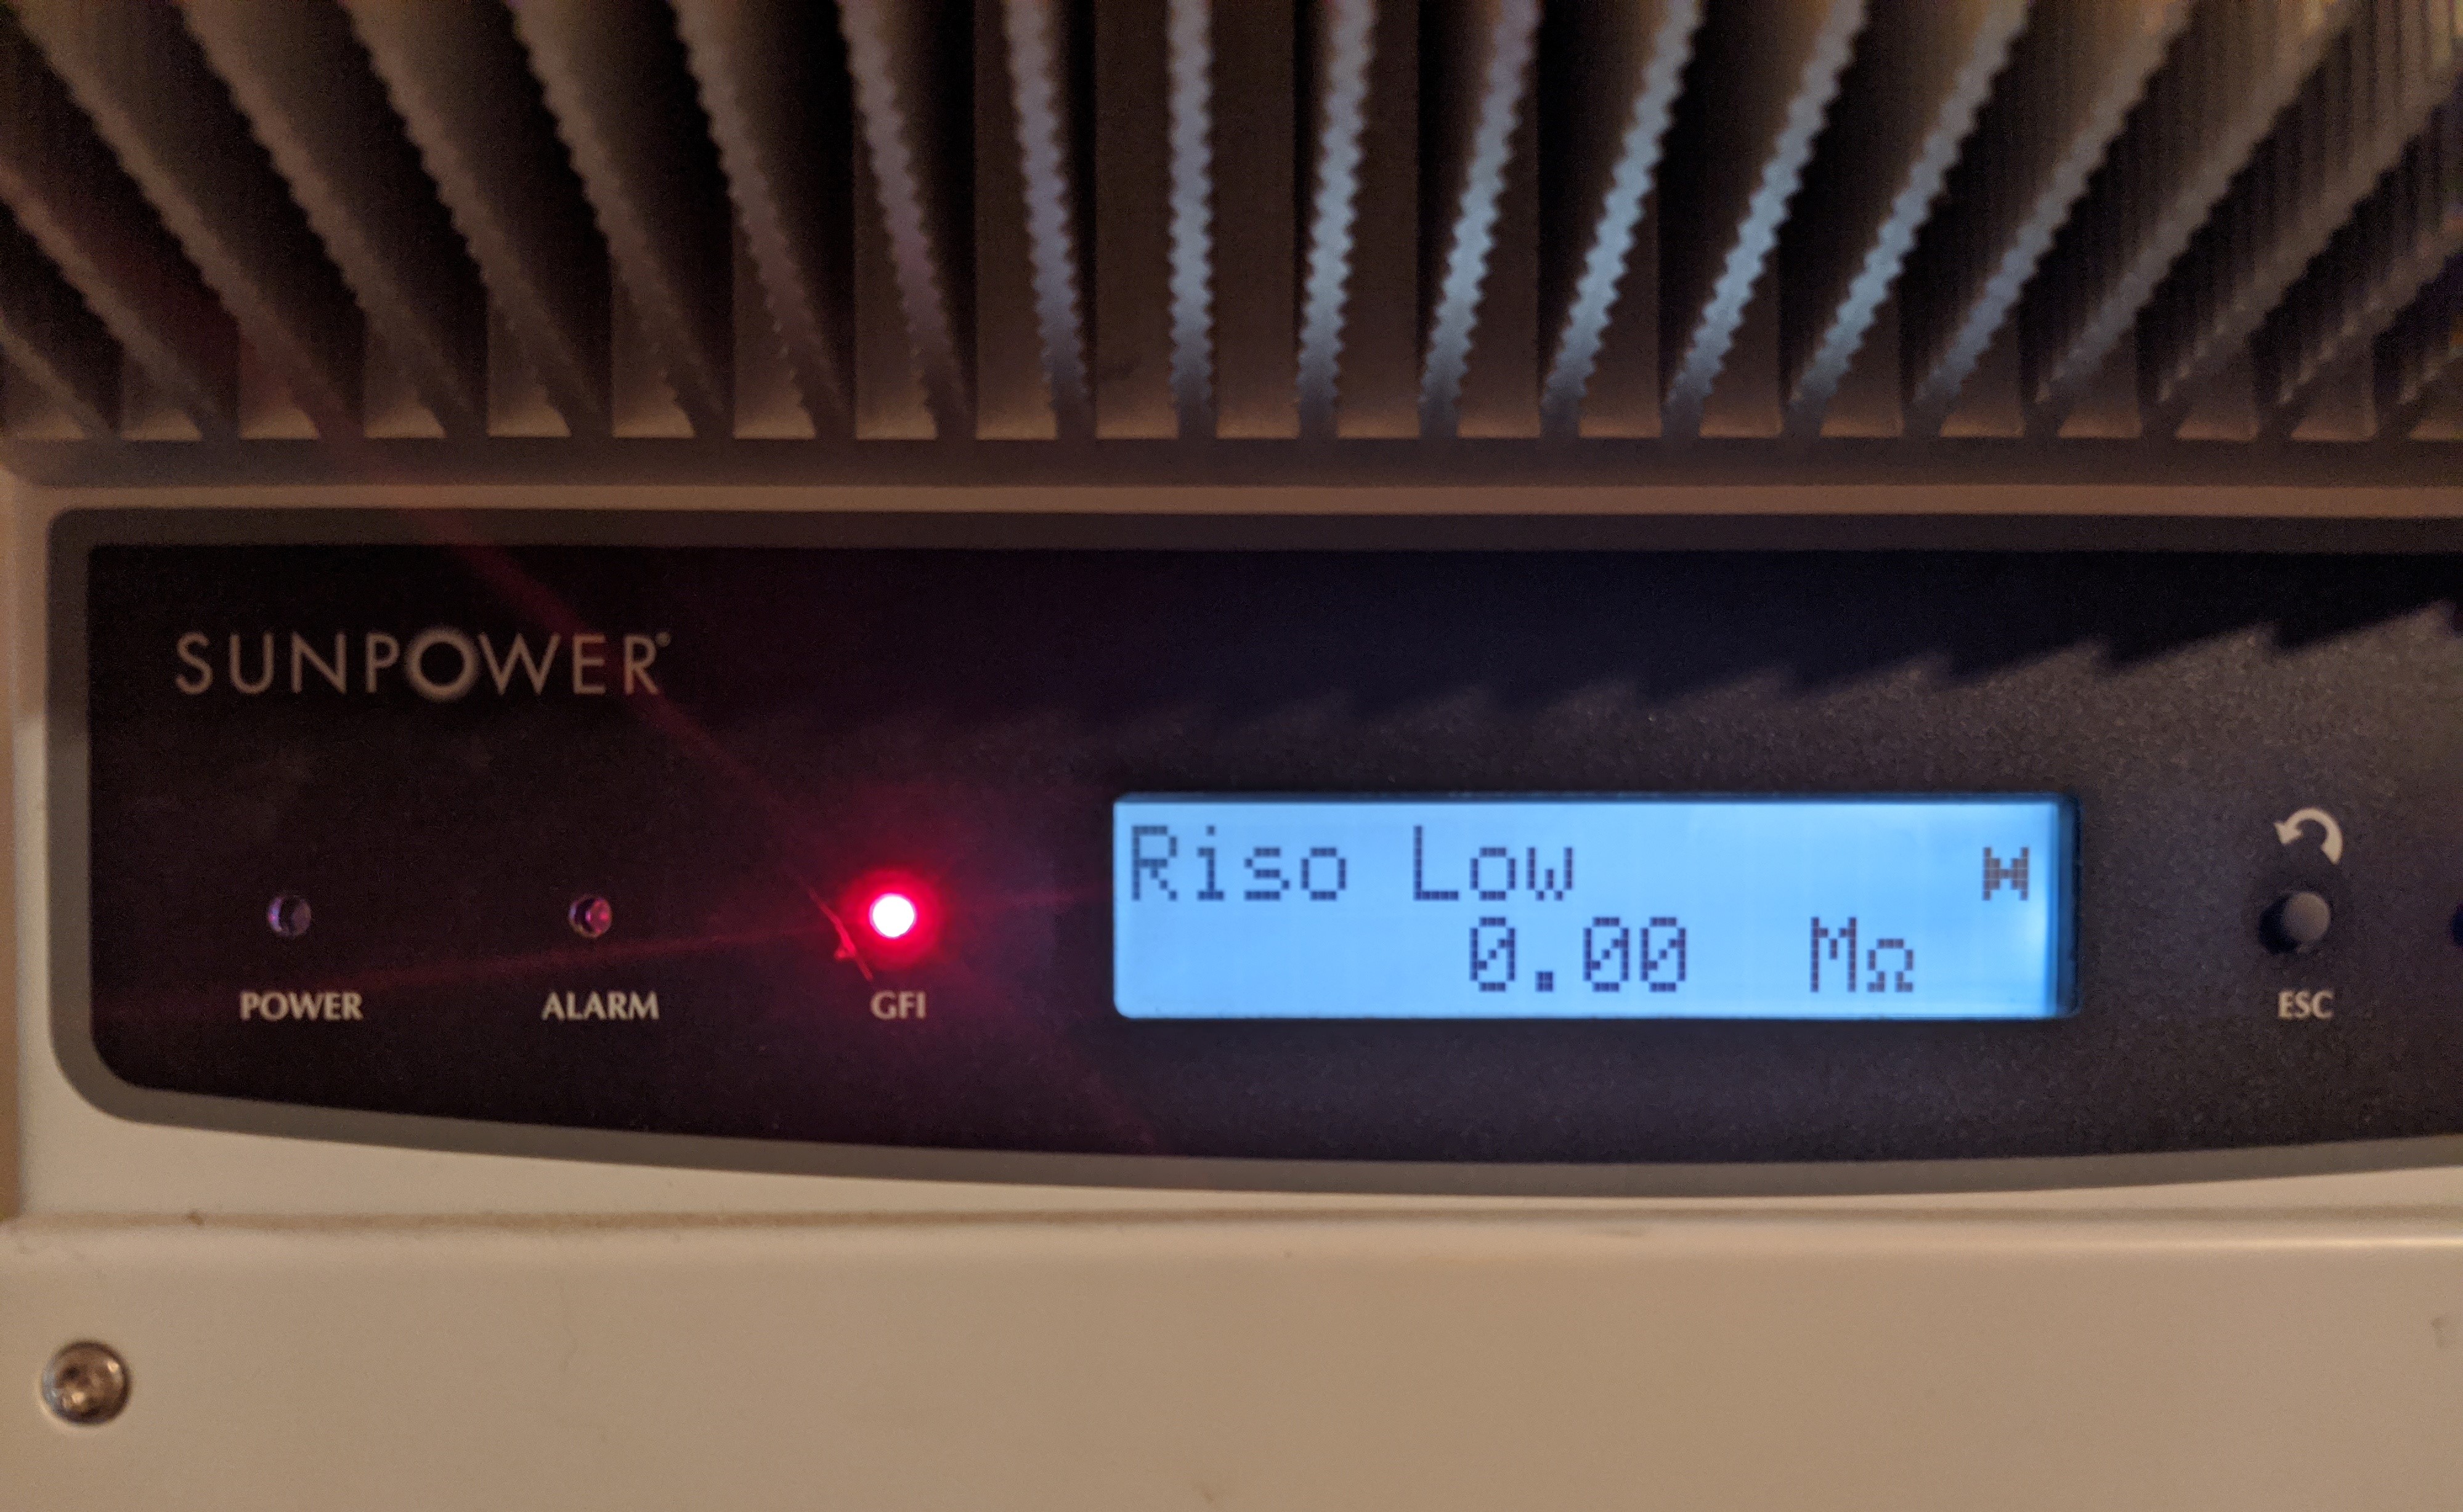 SUNPOWER®
POWER
ALARM
GFI
Riso Low
0.00 MΩ
ESC